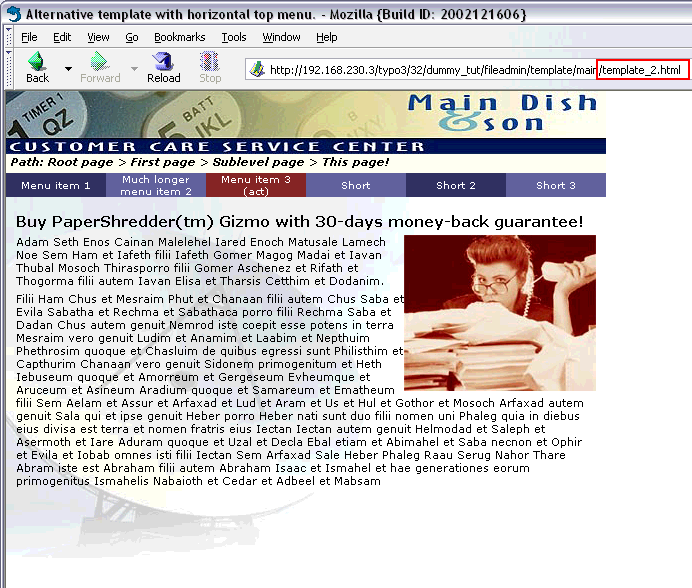 Alternative template with horizontal top menu. - Mozilla {Build ID: 2002121606}
File Edit View Go Bookmarks Tools Window Help
Back Forward Reload Stop http://192.168.230.3/typo3/32/dummy_tut/fileadmin/template/main/template_2.html
TIMER 1
QZ
BATT
JKL
Main Dish
&son
CUSTOMER CARE SERVICE CENTER
Path: Root page > First page > Sublevel page > This page!
Menu item 1
Much longer
menu item 2
Menu item 3
(act)
Short
Short 2
Short 3
Buy PaperShredder(tm) Gizmo with 30-days money-back guarantee!
Adam Seth Enos Cainan Malelehel Iared Enoch Matusale Lamech
Noe Sem Ham et Iafeth filii Iafeth Gomer Magog Madai et Iavan
Thubal Mosoch Thirasporro filii Gomer Aschenez et Rifath et
Thogorma filii autem Iavan Elisa et Tharsis Cetthim et Dodanim.
Filii Ham Chus et Mesraim Phut et Chanaan filii autem Chus Saba et
Evila Sabatha et Rechma et Sabathaca porro filii Rechma Saba et
Dadan Chus autem genuit Nemrod iste coepit esse potens in terra
Mesraim vero genuit Ludim et Anamim et Laabim et Nepthuim
Phethrosim quoque et Chasluim de quibus egressi sunt Philisthim et
Capthurim Chanaan vero genuit Sidonem primogenitum et Heth
Iebuseum quoque et Amorreum et Gergeseum Evheumque et
Aruceum et Asineum Aradium quoque et Samareum et Ematheum
filii Sem Aelam et Assur et Arfaxad et Lud et Aram et Us et Hul et Gothor et Mosoch Arfaxad autem
genuit Sala qui et ipse genuit Heber porro Heber nati sunt duo filii nomen uni Phaleg quia in diebus
eius divisa est terra et nomen fratris eius Iectan Iectan autem genuit Helmodad et Saleph et
Asermoth et Iare Aduram quoque et Uzal et Decla Ebal etiam et Abimahel et Saba necnon et Ophir
et Evila et Iobab omnes isti filii Iectan Sem Arfaxad Sale Heber Phaleg Raau Serug Nahor Thare
Abram iste est Abraham filii autem Abraham Isaac et Ismahel et hae generationes eorum
primogenitus Ismahelis Nabaioth et Cedar et Adbeel et Mabsam